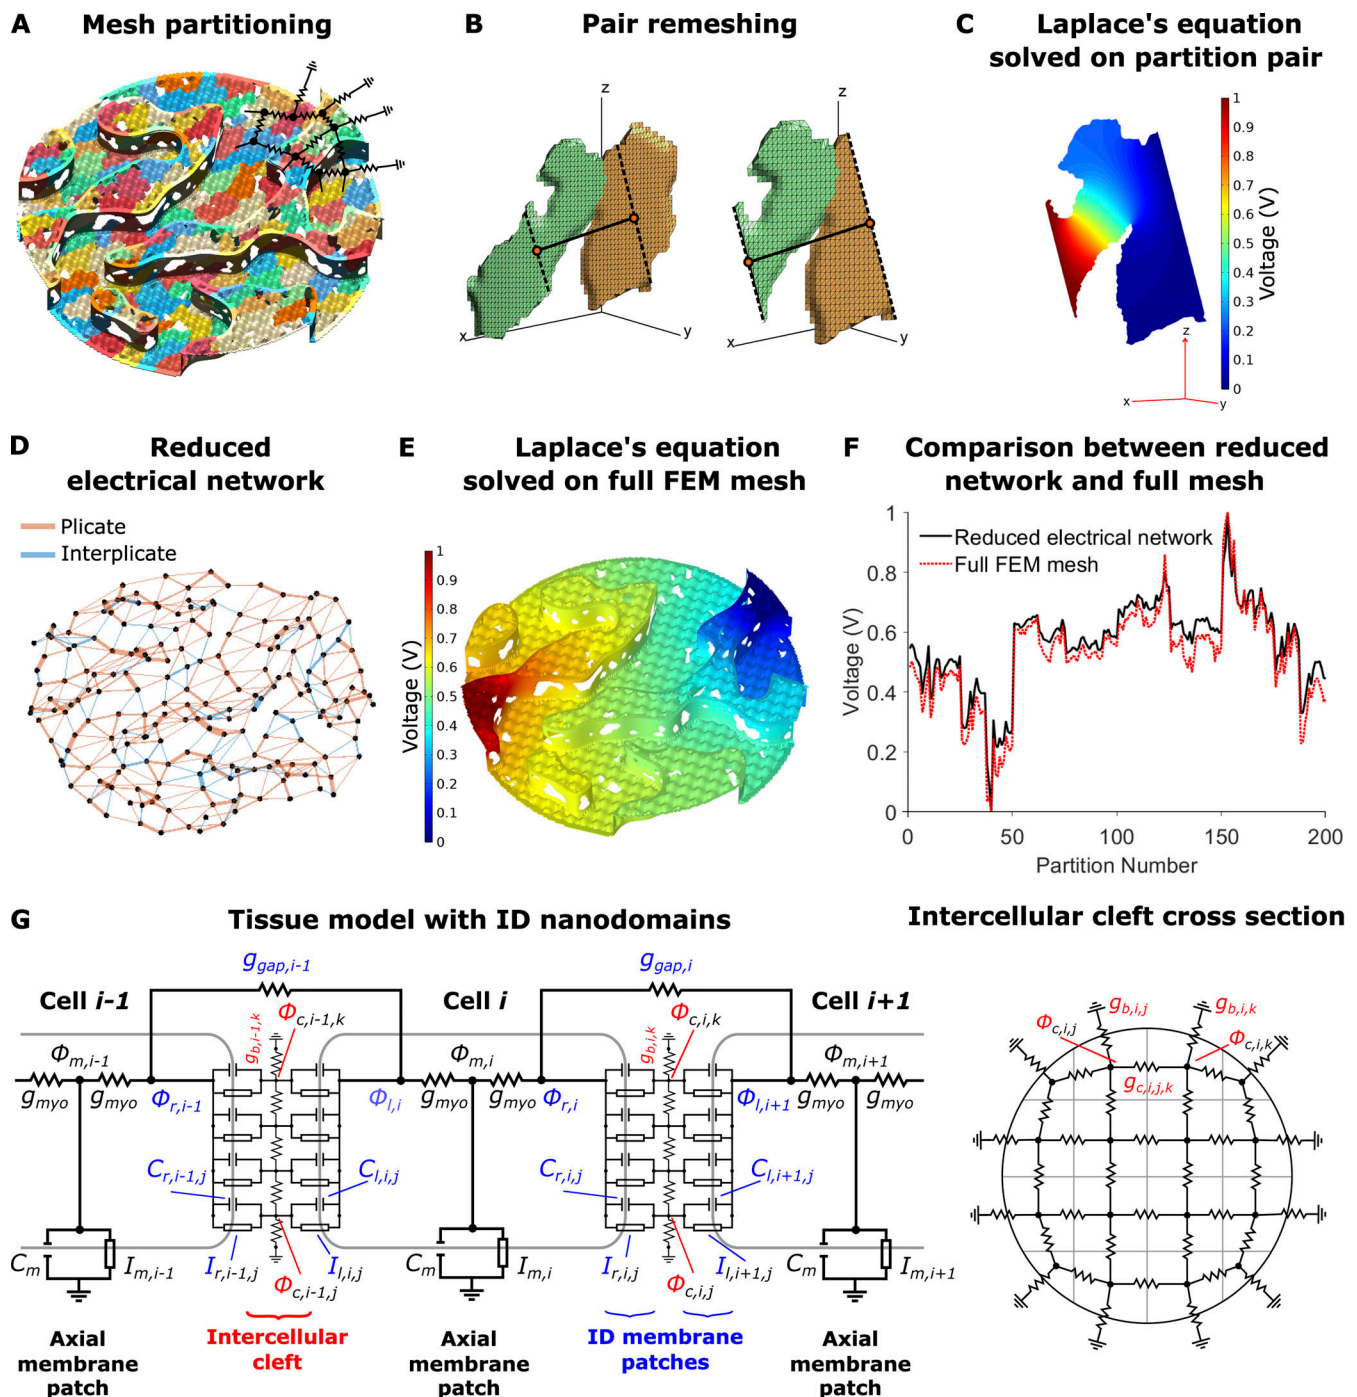 A Mesh partitioning
B Pair remeshing
C Laplace's equation
solved on partition pair
z
x
y
z
x
y
1
0.9
0.8
0.7
0.6
0.5
0.4
0.3
0.2
0.1
0
Voltage (V)
z
x
y
D Reduced
electrical network
Plicate
Interplicate
E Laplace's equation
solved on full FEM mesh
1
0.9
0.8
0.7
0.6
0.5
0.4
0.3
0.2
0.1
0
Voltage (V)
F Comparison between reduced
network and full mesh
Reduced electrical network
Full FEM mesh
1
0.8
0.6
0.4
0.2
0
Voltage (V)
0 50 100 150 200
Partition Number
G Tissue model with ID nanodomains
Intercellular cleft cross section
g_gap,i-1
g_gap,i
Cell i-1
Cell i
Cell i+1
g_b,i-1,k
Φ_c,i-1,k
g_b,i,k
Φ_c,i,k
Φ_m,i-1
Φ_m,i
Φ_m,i+1
g_myo
g_myo
Φ_r,i-1
Φ_l,i
g_myo
g_myo
Φ_r,i
Φ_l,i+1
g_myo
g_myo
C_r,i-1,j
C_l,i,j
C_r,i,j
C_l,i+1,j
C_m
I_m,i-1
I_r,i-1,j
I_l,i,j
Φ_c,i-1,j
C_m
I_m,i
I_r,i,j
I_l,i+1,j
Φ_c,i,j
C_m
I_m,i+1
Axial
membrane
patch
Intercellular
cleft
Axial
membrane
patch
ID membrane
patches
Axial
membrane
patch
g_b,i,j
g_b,i,k
Φ_c,i,j
Φ_c,i,k
g_c,i,j,k